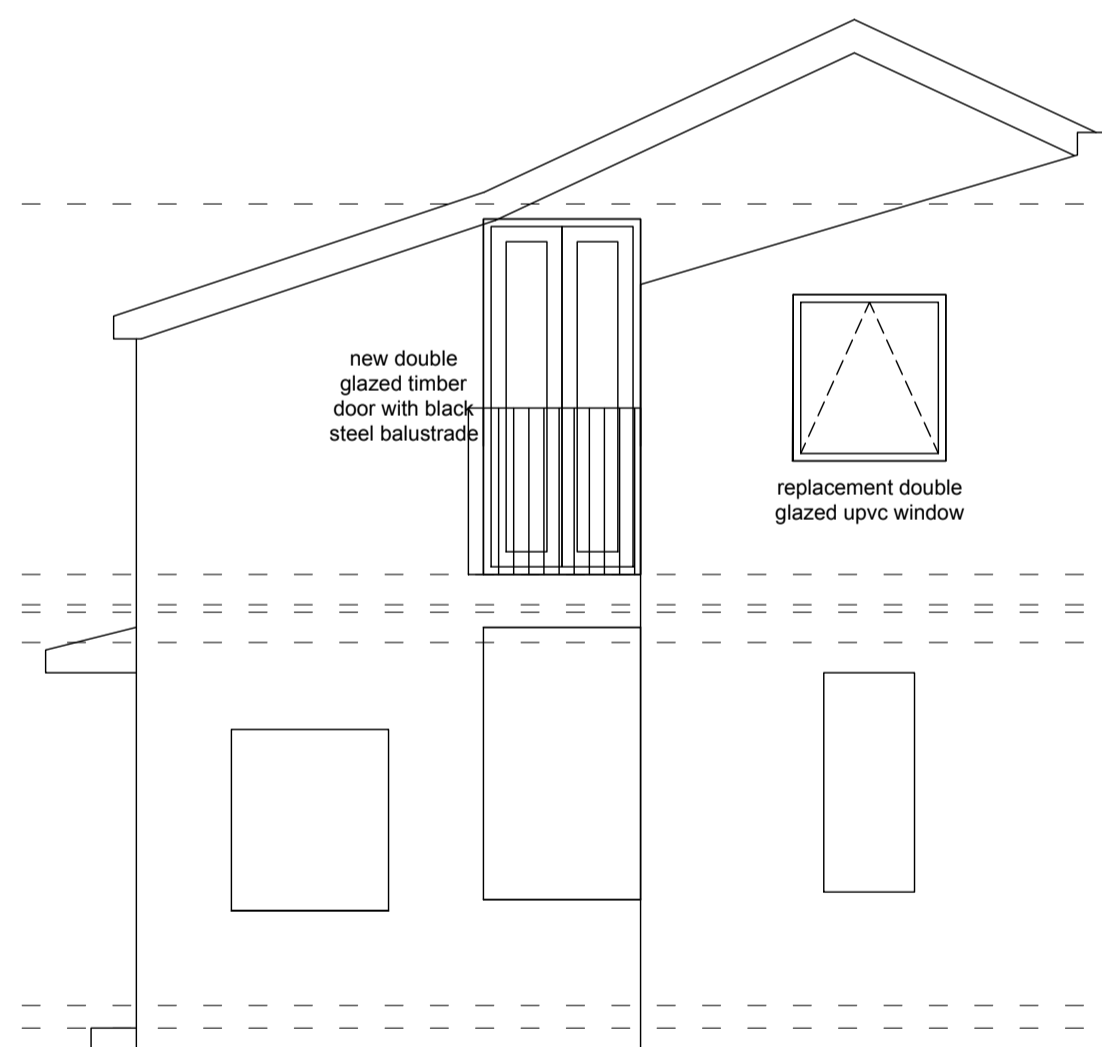 new double
glazed timber
door with black
steel balustrade
replacement double
glazed upvc window